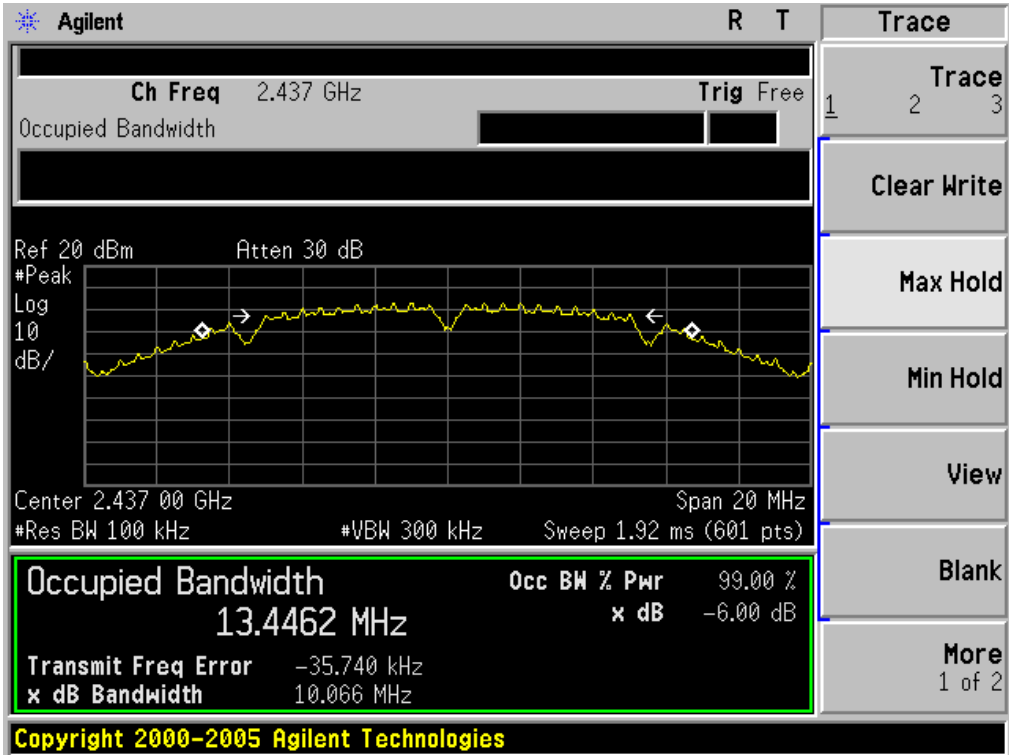 Agilent R T
Ch Freq 2.437 GHz Trig Free
Occupied Bandwidth
Ref 20 dBm Atten 30 dB
#Peak
Log
10
dB/
Center 2.437 00 GHz Span 20 MHz
#Res BW 100 kHz #VBW 300 kHz Sweep 1.92 ms (601 pts)
Occupied Bandwidth Occ BW % Pwr 99.00 %
13.4462 MHz x dB -6.00 dB
Transmit Freq Error -35.740 kHz
x dB Bandwidth 10.066 MHz
Copyright 2000-2005 Agilent Technologies
Trace
Trace
1 2 3
Clear Write
Max Hold
Min Hold
View
Blank
More
1 of 2